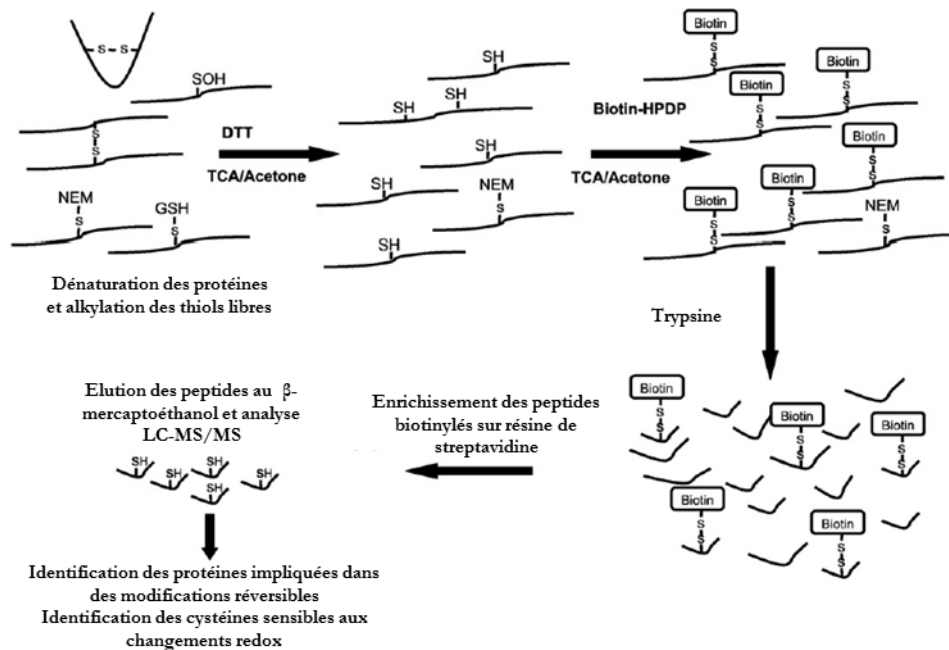 S - S
SOH
S
S
NEM
S
GSH
S
Dénaturation des protéines
et alkylation des thiols libres
DTT
TCA/Acetone
SH
SH
SH
SH
SH
NEM
S
SH
Biotin-HPDP
TCA/Acetone
Biotin
S
S
Biotin
S
S
Biotin
S
S
Biotin
S
S
Biotin
S
S
Biotin
S
S
NEM
S
Trypsine
Biotin
S
S
Biotin
S
S
Biotin
S
S
Biotin
S
S
Biotin
S
S
Enrichissement des peptides
biotinylés sur résine de
streptavidine
Elution des peptides au β-
mercaptoéthanol et analyse
LC-MS/MS
SH
SH
SH
SH
SH
Identification des protéines impliquées dans
des modifications réversibles
Identification des cystéines sensibles aux
changements redox